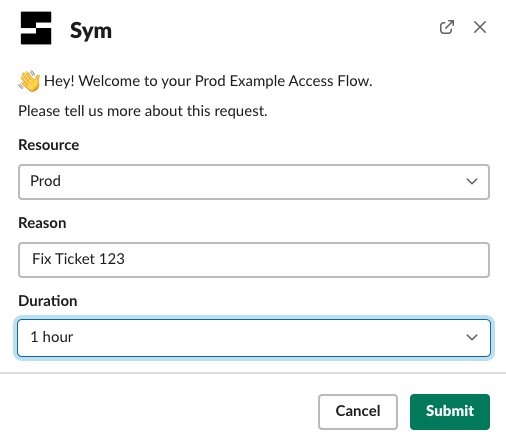 Sym
👋 Hey! Welcome to your Prod Example Access Flow.
Please tell us more about this request.
Resource
Prod
Reason
Fix Ticket 123
Duration
1 hour
Cancel Submit